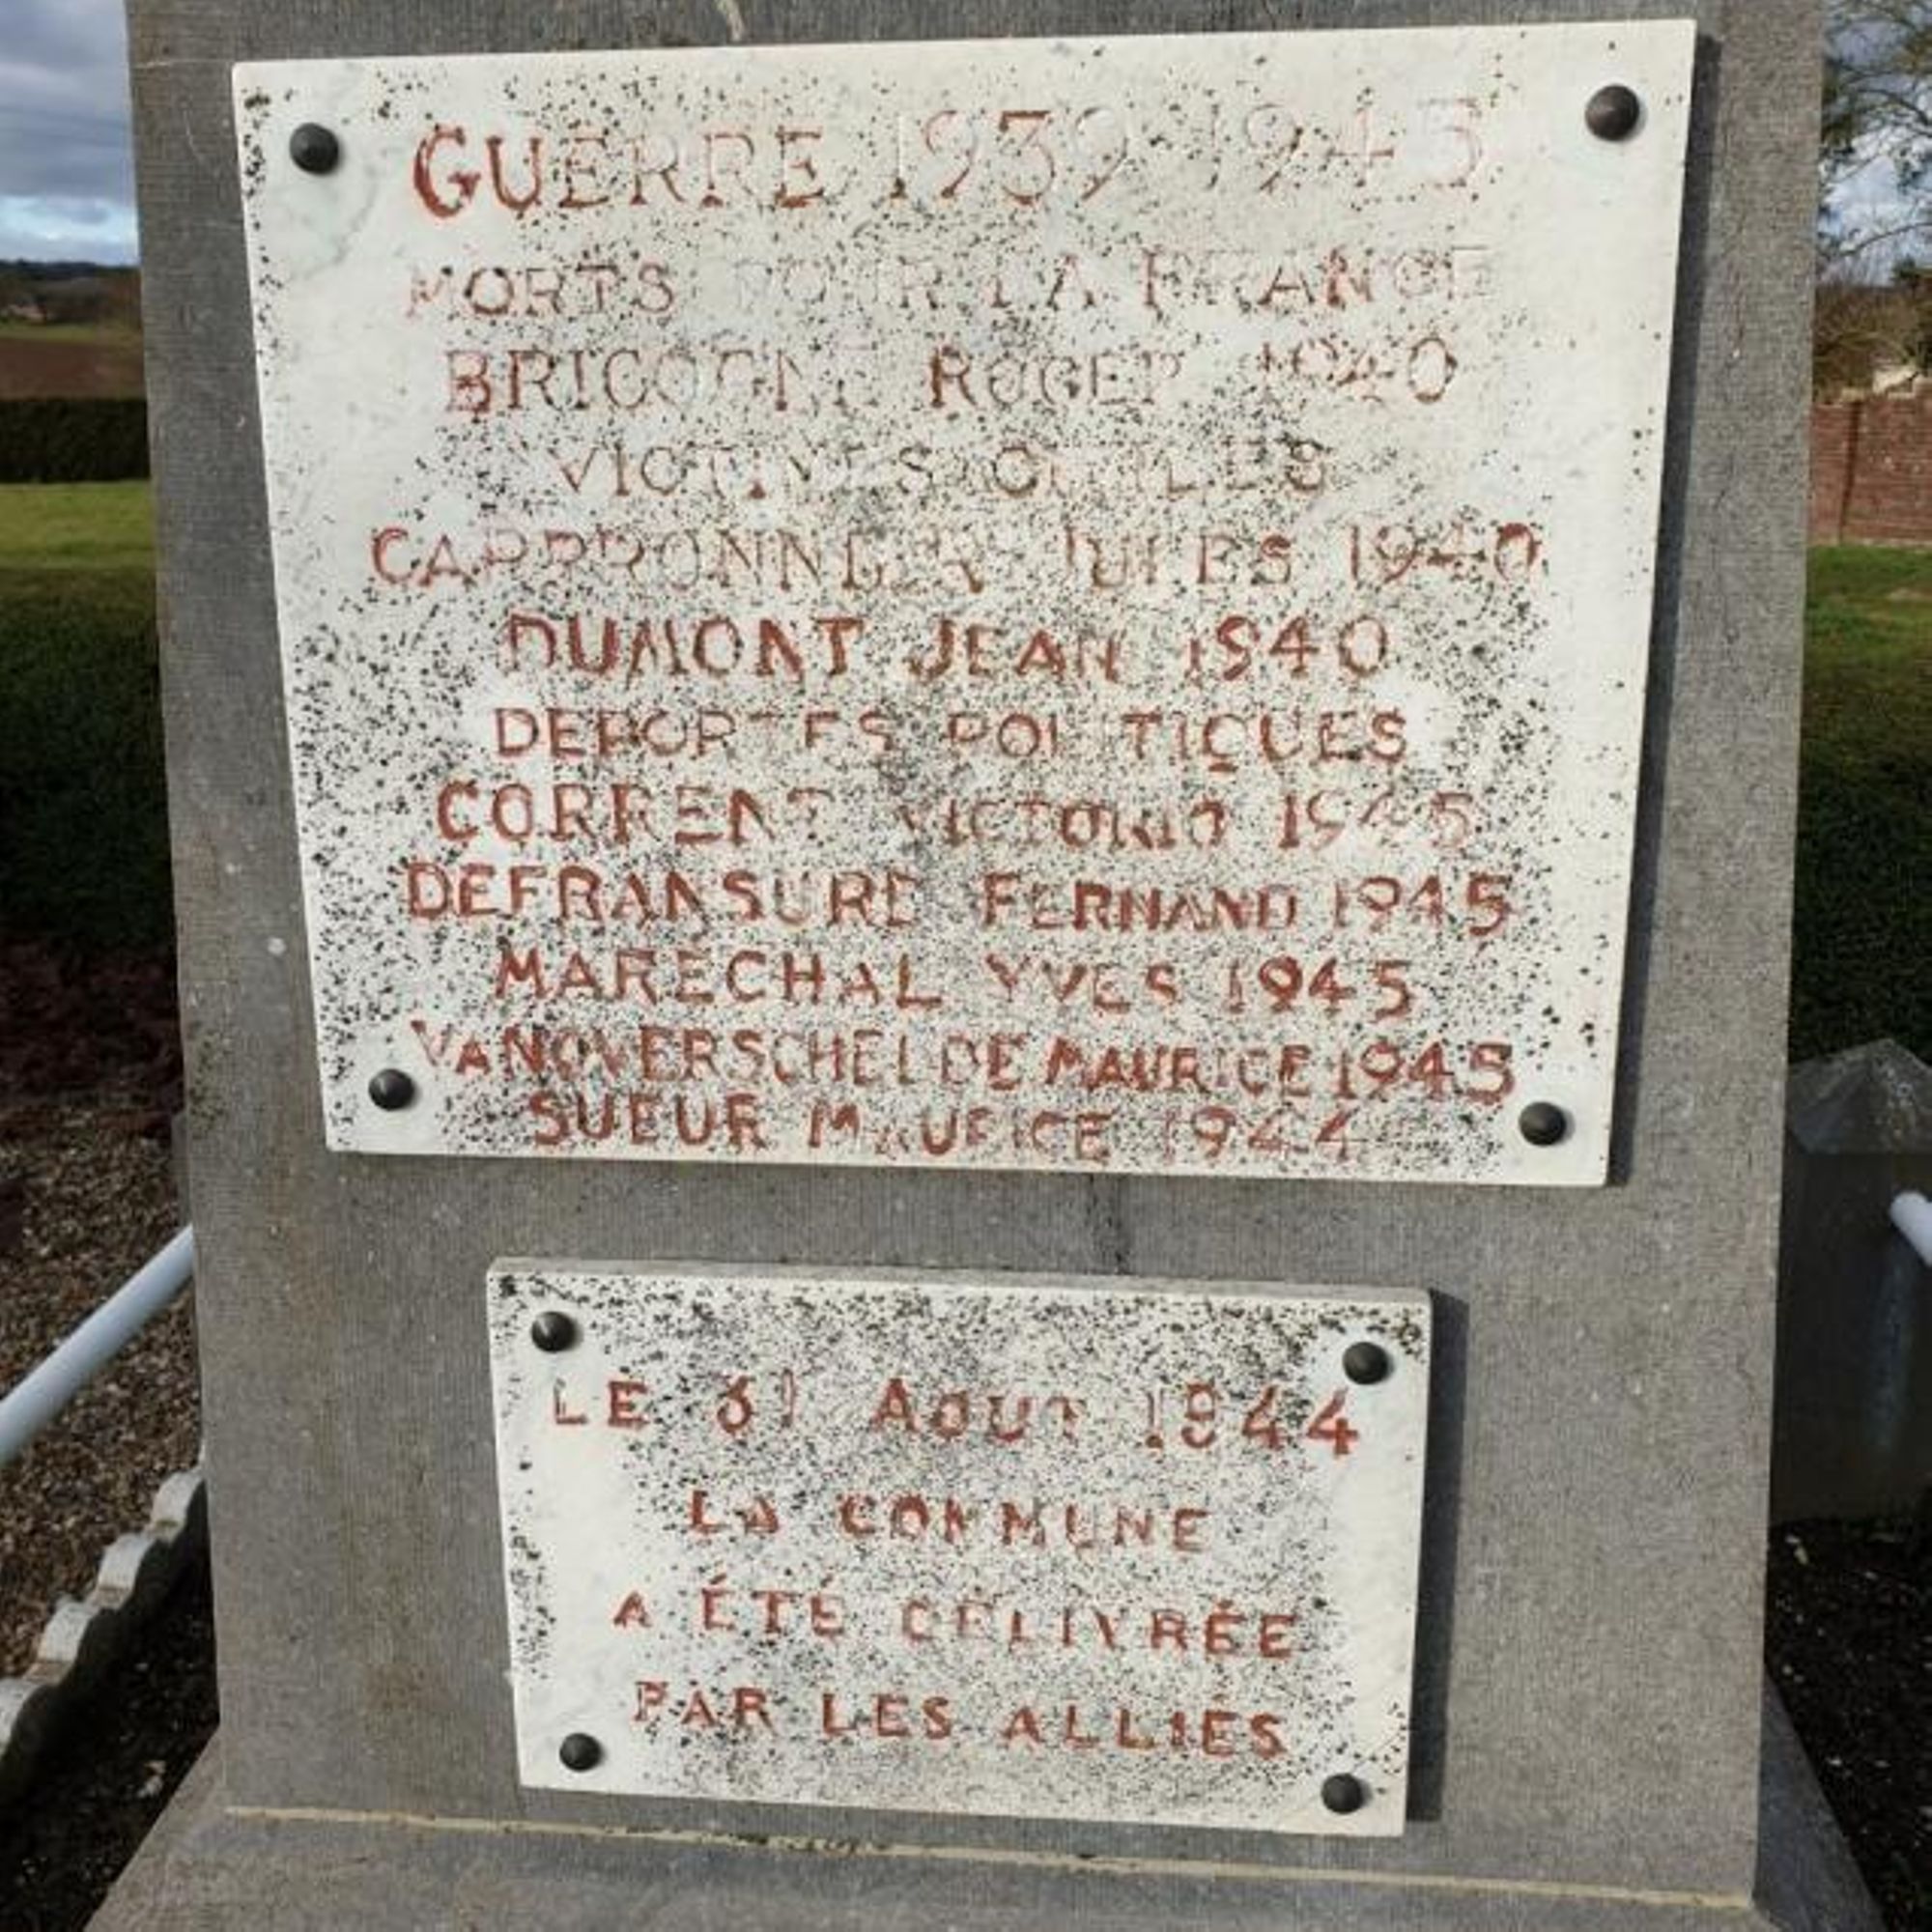 GUERRE 1939-1945
MORTS POUR LA FRANCE
BRICOGNE ROGER 1940
VICTIMES CIVILES
JULES 1940
DUMONT JEAN 1940
DEPORTES POLITIQUES
CORRENT VICTORIO 1945
DEFRANSURE FERNAND 1945
MARÉCHAL YVES 1945
VANOVERSCHELDE MAURICE 1945
SUEUR MAURICE 1944
LE 31 AOUT 1944
LA COMMUNE
A ÉTÉ DÉLIVRÉE
PAR LES ALLIÉS